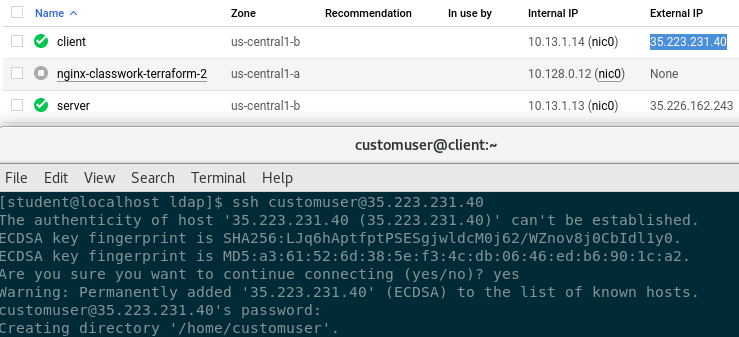 Name Zone Recommendation In use by Internal IP External IP
client us-central1-b 10.13.1.14 (nic0) 35.223.231.40
nginx-classwork-terraform-2 us-central1-a 10.128.0.12 (nic0) None
server us-central1-b 10.13.1.13 (nic0) 35.226.162.243
customuser@client:~
File Edit View Search Terminal Help
[student@localhost ldap]$ ssh customuser@35.223.231.40
The authenticity of host '35.223.231.40 (35.223.231.40)' can't be established.
ECDSA key fingerprint is SHA256:LJq6hAptfptPSESgjwldcM0j62/WZnov8j0CbIdl1y0.
ECDSA key fingerprint is MD5:a3:61:52:6d:38:5e:f3:4c:db:06:46:ed:b6:90:1c:a2.
Are you sure you want to continue connecting (yes/no)? yes
Warning: Permanently added '35.223.231.40' (ECDSA) to the list of known hosts.
customuser@35.223.231.40's password:
Creating directory '/home/customuser'.